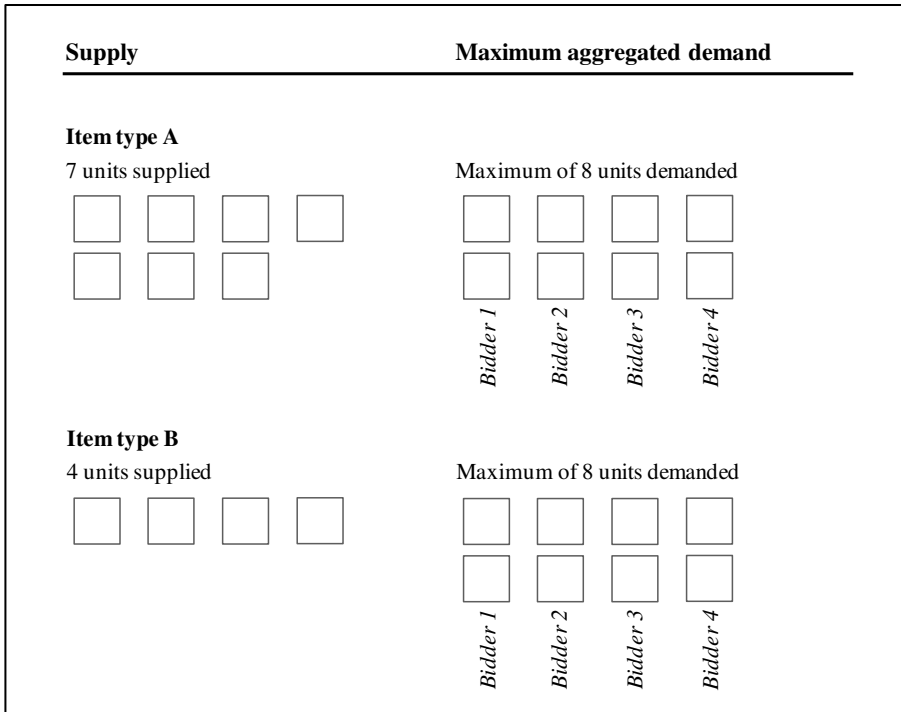 Supply Maximum aggregated demand
Item type A
7 units supplied Maximum of 8 units demanded
Bidder 1
Bidder 2
Bidder 3
Bidder 4
Item type B
4 units supplied Maximum of 8 units demanded
Bidder 1
Bidder 2
Bidder 3
Bidder 4